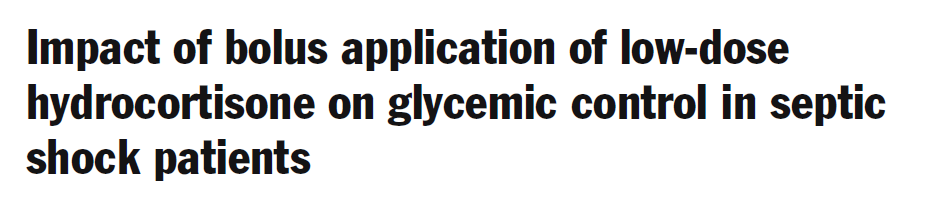 Impact of bolus application of low-dose
hydrocortisone on glycemic control in septic
shock patients